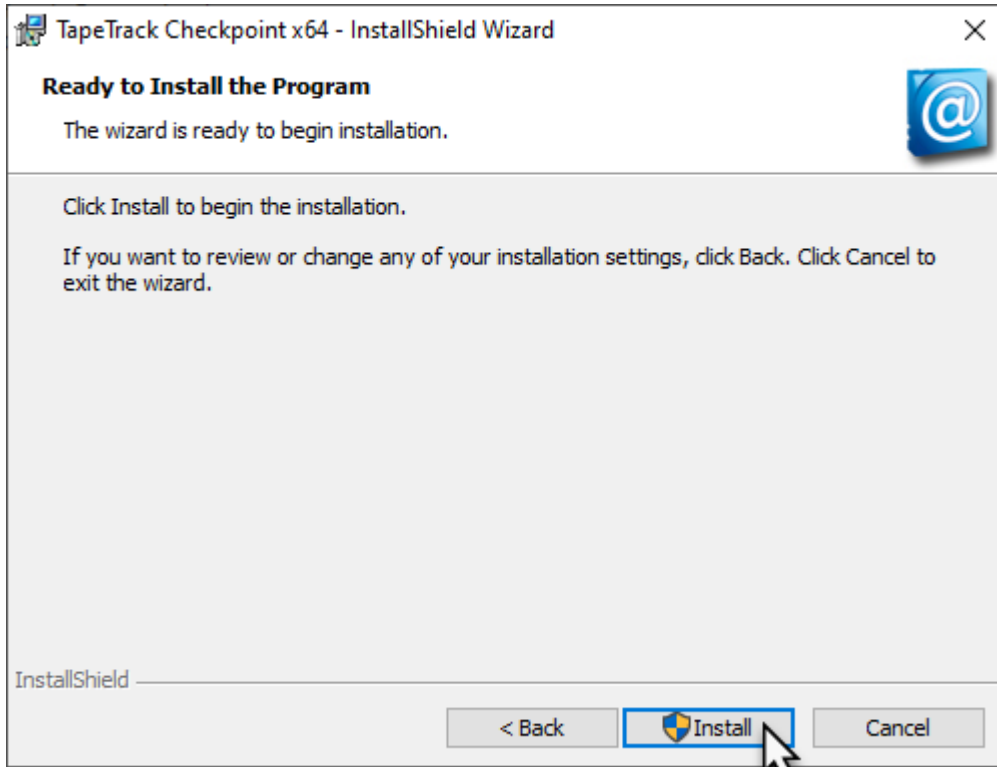 TapeTrack Checkpoint x64 - InstallShield Wizard
Ready to Install the Program
The wizard is ready to begin installation.
@
Click Install to begin the installation.
If you want to review or change any of your installation settings, click Back. Click Cancel to
exit the wizard.
InstallShield
< Back
Install
Cancel